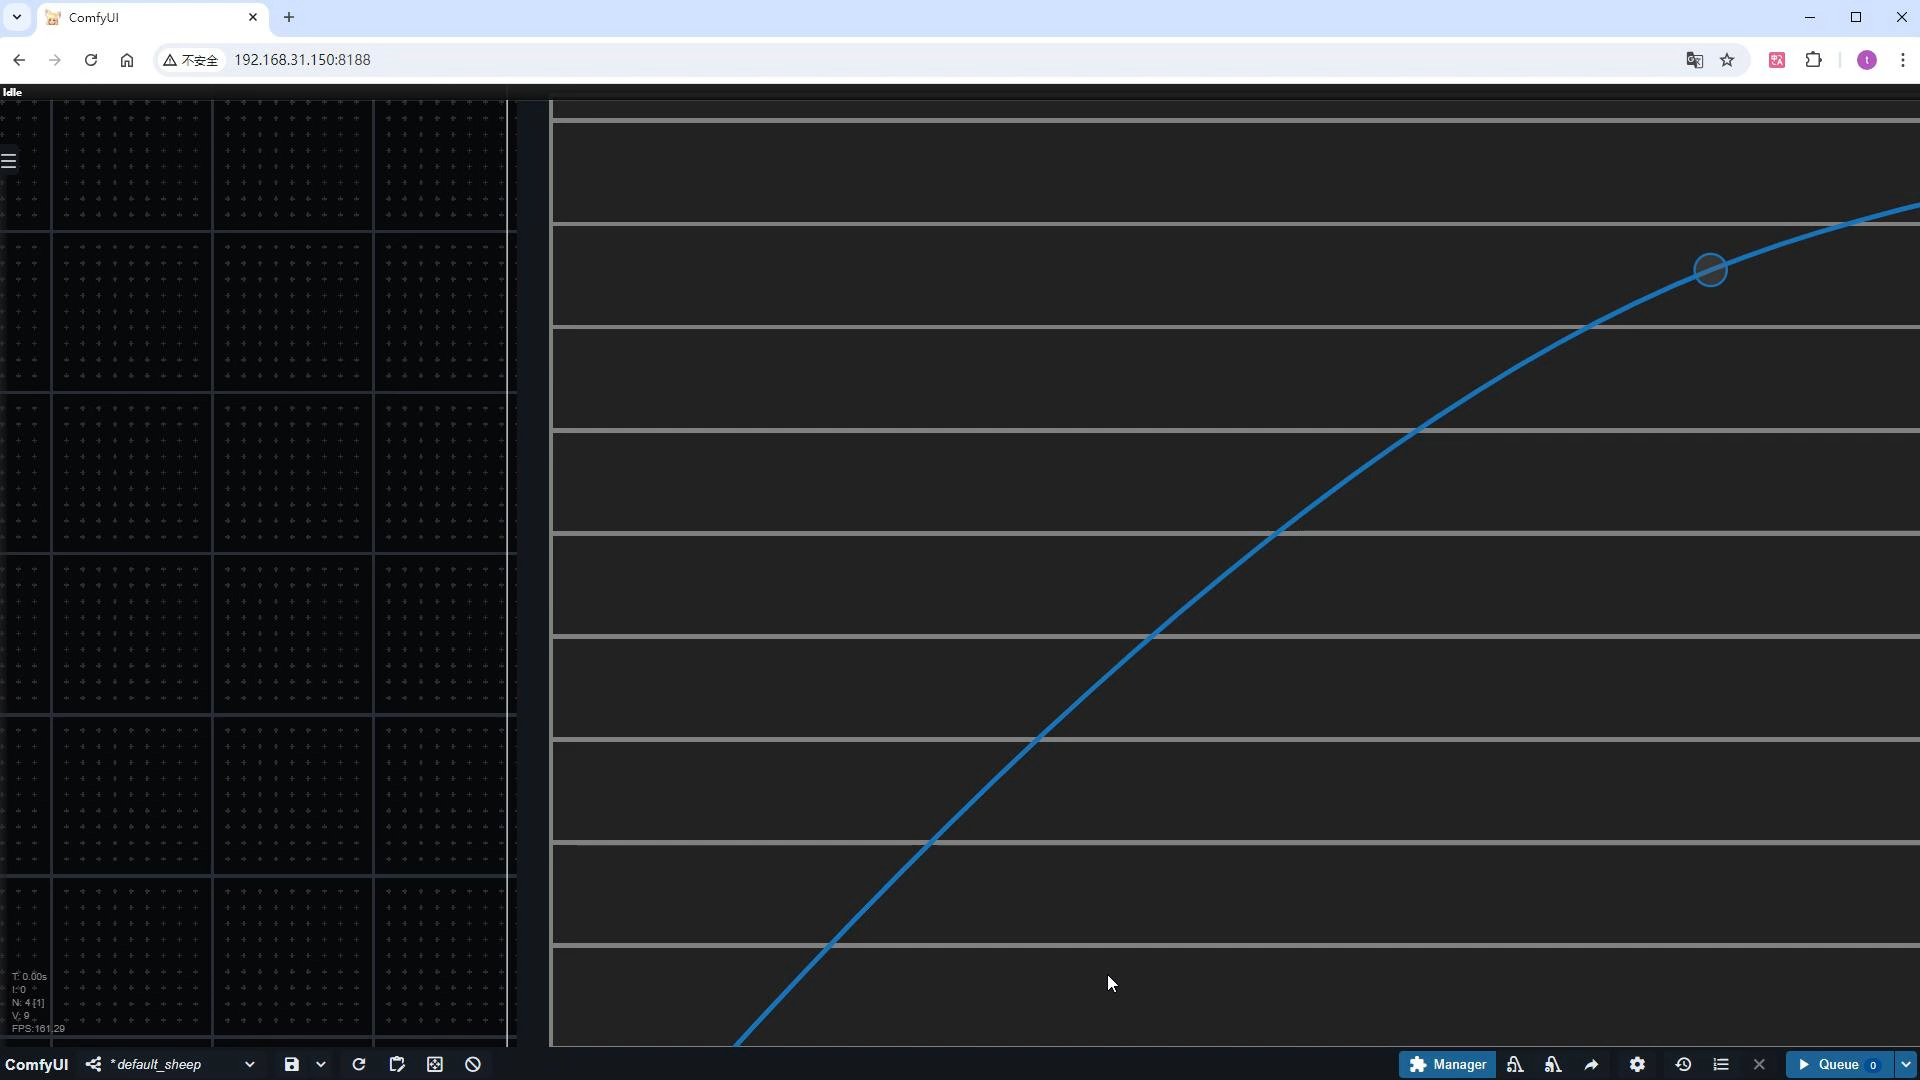 ComfyUI
不安全
192.168.31.150:8188
Idle
T: 0.00s
I: 0
N: 4 [1]
V: 9
FPS:161.29
ComfyUI
*default_sheep
Manager
Queue 0
t